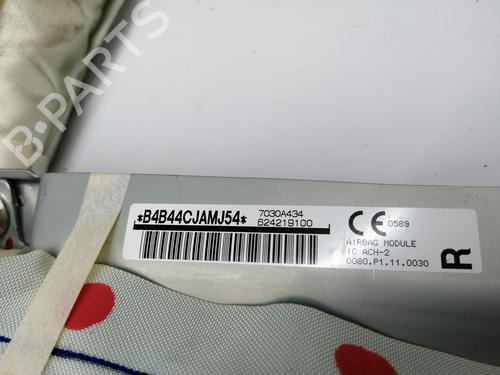 B-PARTS
*B4B44CJAMJ54*
7030A434
624219100
CE 0589
AIRBAG MODULE
IC ACH-2
0080.P1.11.0030
R